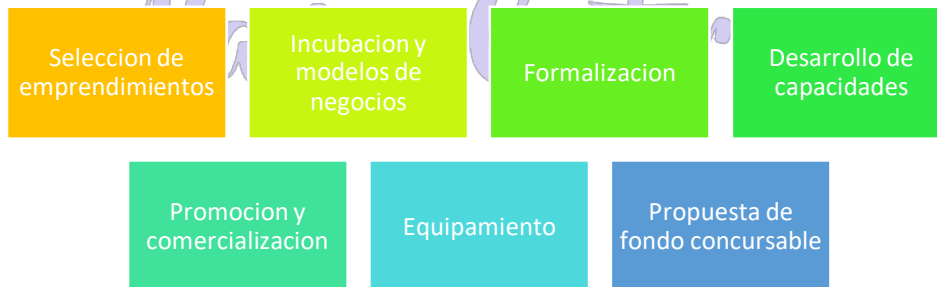 Seleccion de
emprendimientos
Incubacion y
modelos de
negocios
Formalizacion
Desarrollo de
capacidades
Promocion y
comercializacion
Equipamiento
Propuesta de
fondo concursable